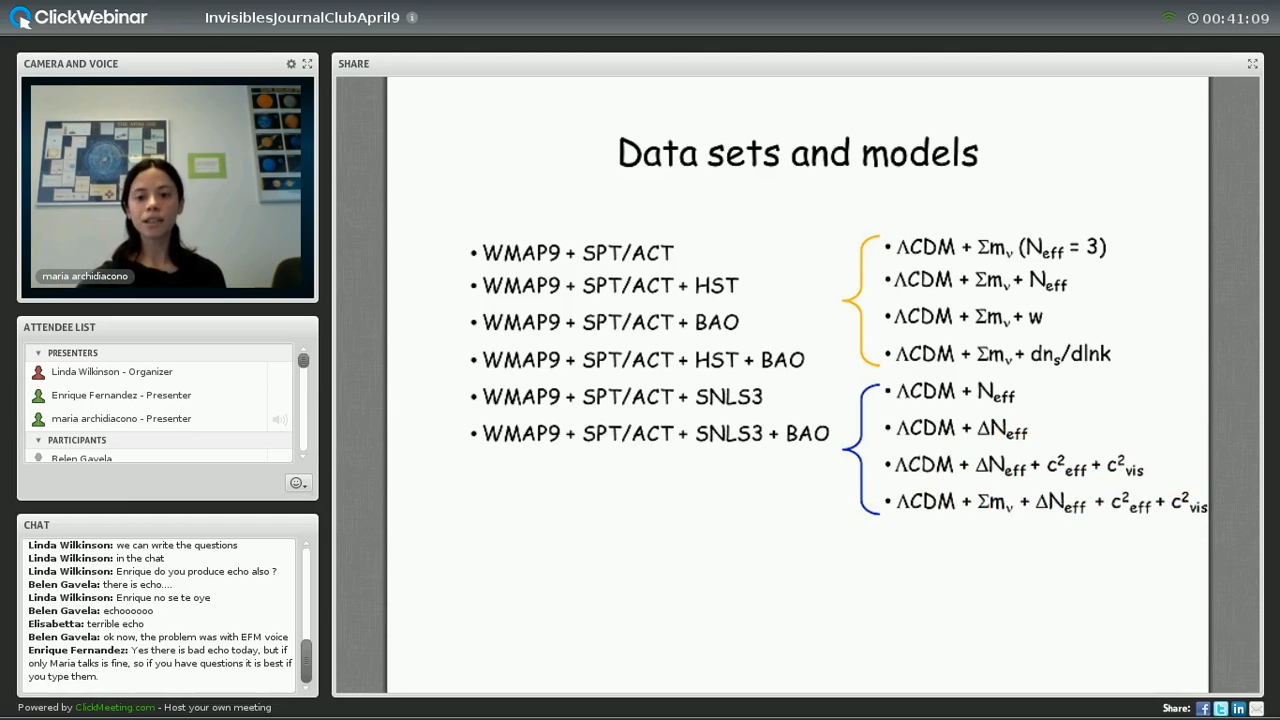 ClickWebinar
InvisiblesJournalClubApril9
00:41:09
CAMERA AND VOICE
maria archidiacono
ATTENDEE LIST
PRESENTERS
Linda Wilkinson - Organizer
Enrique Fernandez - Presenter
maria archidiacono - Presenter
PARTICIPANTS
Belen Gavela
CHAT
Linda Wilkinson: we can write the questions
Linda Wilkinson: in the chat
Linda Wilkinson: Enrique do you produce echo also ?
Belen Gavela: there is echo....
Linda Wilkinson: Enrique no se te oye
Belen Gavela: echoooooo
Elisabetta: terrible echo
Belen Gavela: ok now, the problem was with EFM voice
Enrique Fernandez: Yes there is bad echo today, but if
only Maria talks is fine, so if you have questions it is best if
you type them.
SHARE
Data sets and models
• WMAP9 + SPT/ACT
• WMAP9 + SPT/ACT + HST
• WMAP9 + SPT/ACT + BAO
• WMAP9 + SPT/ACT + HST + BAO
• WMAP9 + SPT/ACT + SNLS3
• WMAP9 + SPT/ACT + SNLS3 + BAO
• ΛCDM + Σmν (Neff = 3)
• ΛCDM + Σmν + Neff
• ΛCDM + Σmν + w
• ΛCDM + Σmν + dns/dlnk
• ΛCDM + Neff
• ΛCDM + ΔNeff
• ΛCDM + ΔNeff + c²eff + c²vis
• ΛCDM + Σmν + ΔNeff + c²eff + c²vis
Powered by ClickMeeting.com - Host your own meeting
Share: